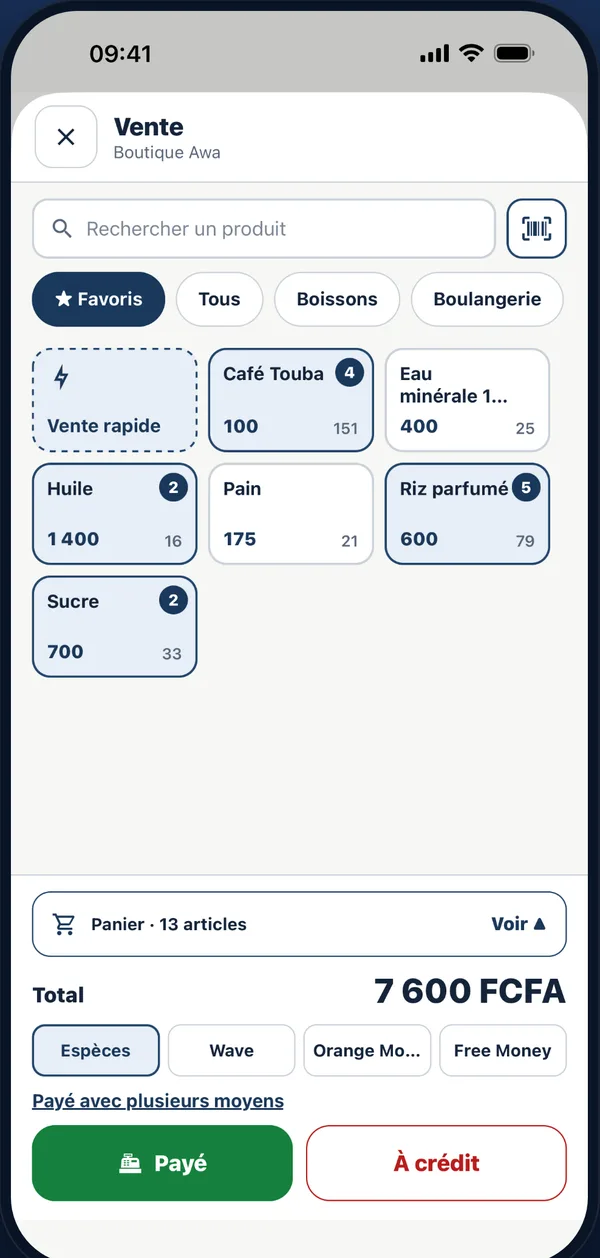 09:41
Vente
Boutique Awa
Rechercher un produit
★ Favoris
Tous
Boissons
Boulangerie
Vente rapide
Café Touba 4
100 151
Eau
minérale 1...
400 25
Huile 2
1 400 16
Pain
175 21
Riz parfumé 5
600 79
Sucre 2
700 33
Panier · 13 articles
Voir ▲
Total
7 600 FCFA
Espèces
Wave
Orange Mo...
Free Money
Payé avec plusieurs moyens
Payé
À crédit